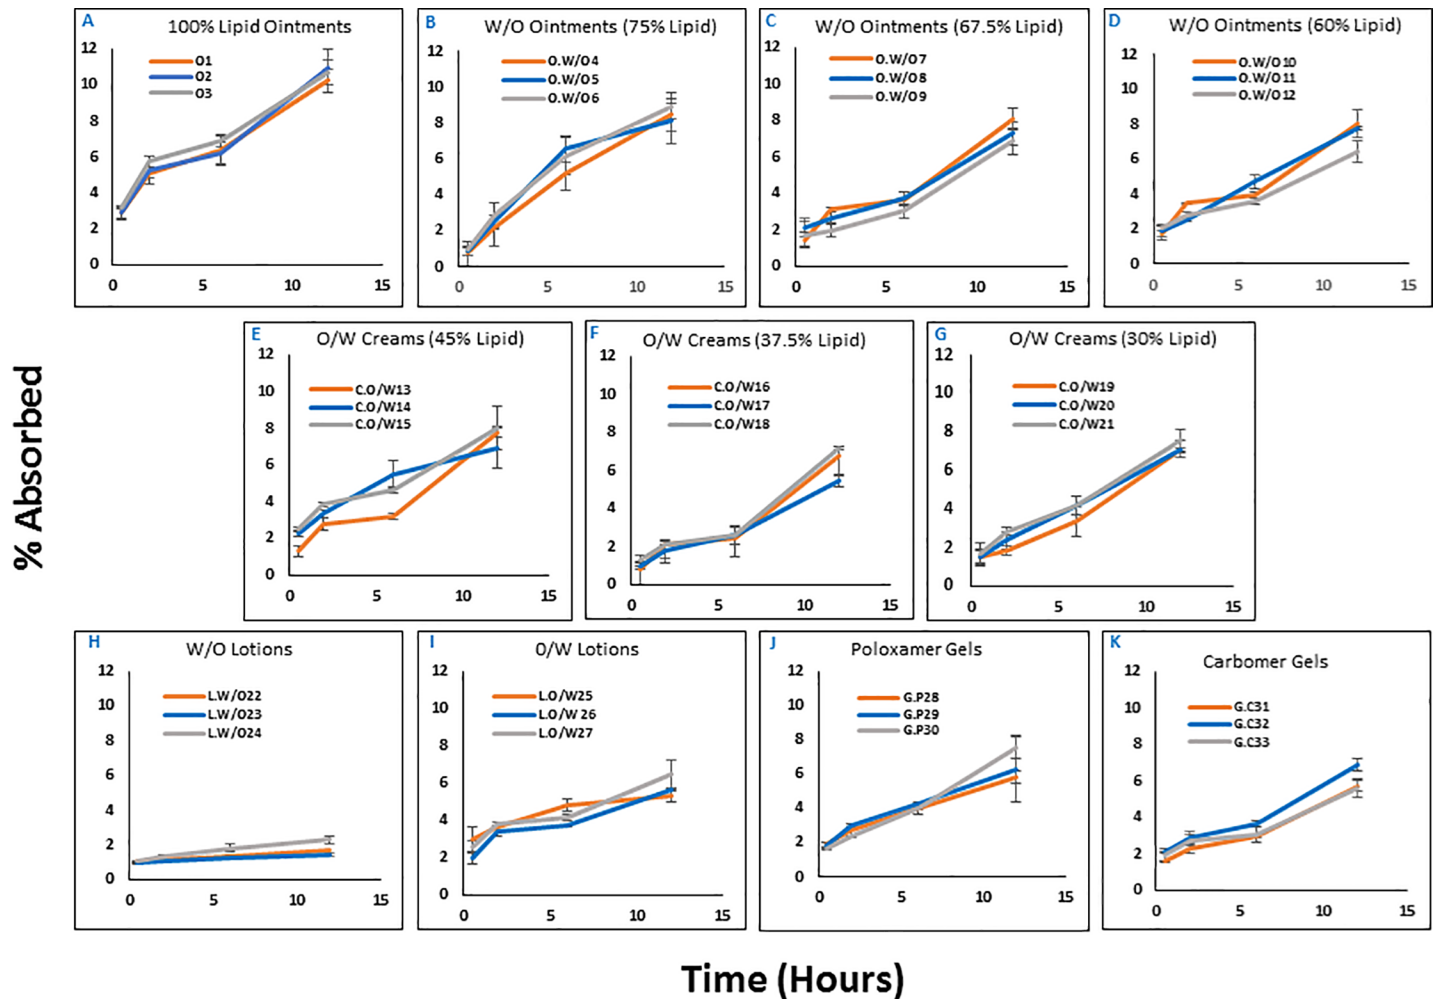 A
100% Lipid Ointments
12
10
8
6
4
2
0
0
5
10
15
O1
O2
O3
B
W/O Ointments (75% Lipid)
12
10
8
6
4
2
0
0
5
10
15
O.W/O4
O.W/O5
O.W/O6
C
W/O Ointments (67.5% Lipid)
12
10
8
6
4
2
0
0
5
10
15
O.W/O7
O.W/O8
O.W/O9
D
W/O Ointments (60% Lipid)
12
10
8
6
4
2
0
0
5
10
15
O.W/O10
O.W/O11
O.W/O12
% Absorbed
E
O/W Creams (45% Lipid)
12
10
8
6
4
2
0
0
5
10
15
C.O/W13
C.O/W14
C.O/W15
F
O/W Creams (37.5% Lipid)
12
10
8
6
4
2
0
0
5
10
15
C.O/W16
C.O/W17
C.O/W18
G
O/W Creams (30% Lipid)
12
10
8
6
4
2
0
0
5
10
15
C.O/W19
C.O/W20
C.O/W21
H
W/O Lotions
12
10
8
6
4
2
0
0
5
10
15
L.W/O22
L.W/O23
L.W/O24
I
0/W Lotions
12
10
8
6
4
2
0
0
5
10
15
L.O/W25
L.O/W 26
L.O/W27
J
Poloxamer Gels
12
10
8
6
4
2
0
0
5
10
15
G.P28
G.P29
G.P30
K
Carbomer Gels
12
10
8
6
4
2
0
0
5
10
15
G.C31
G.C32
G.C33
Time (Hours)